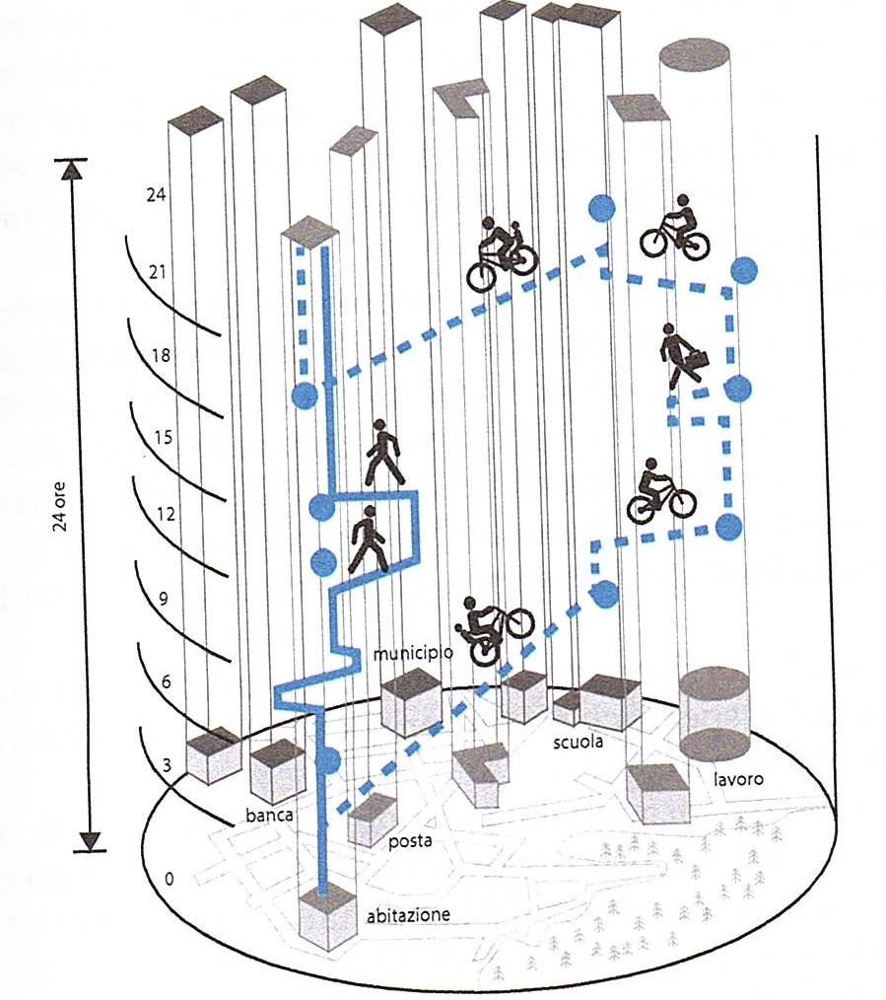 24
21
18
15
24 ore
12
9
municipio
6
scuola
3
lavoro
banca
posta
0
abitazione